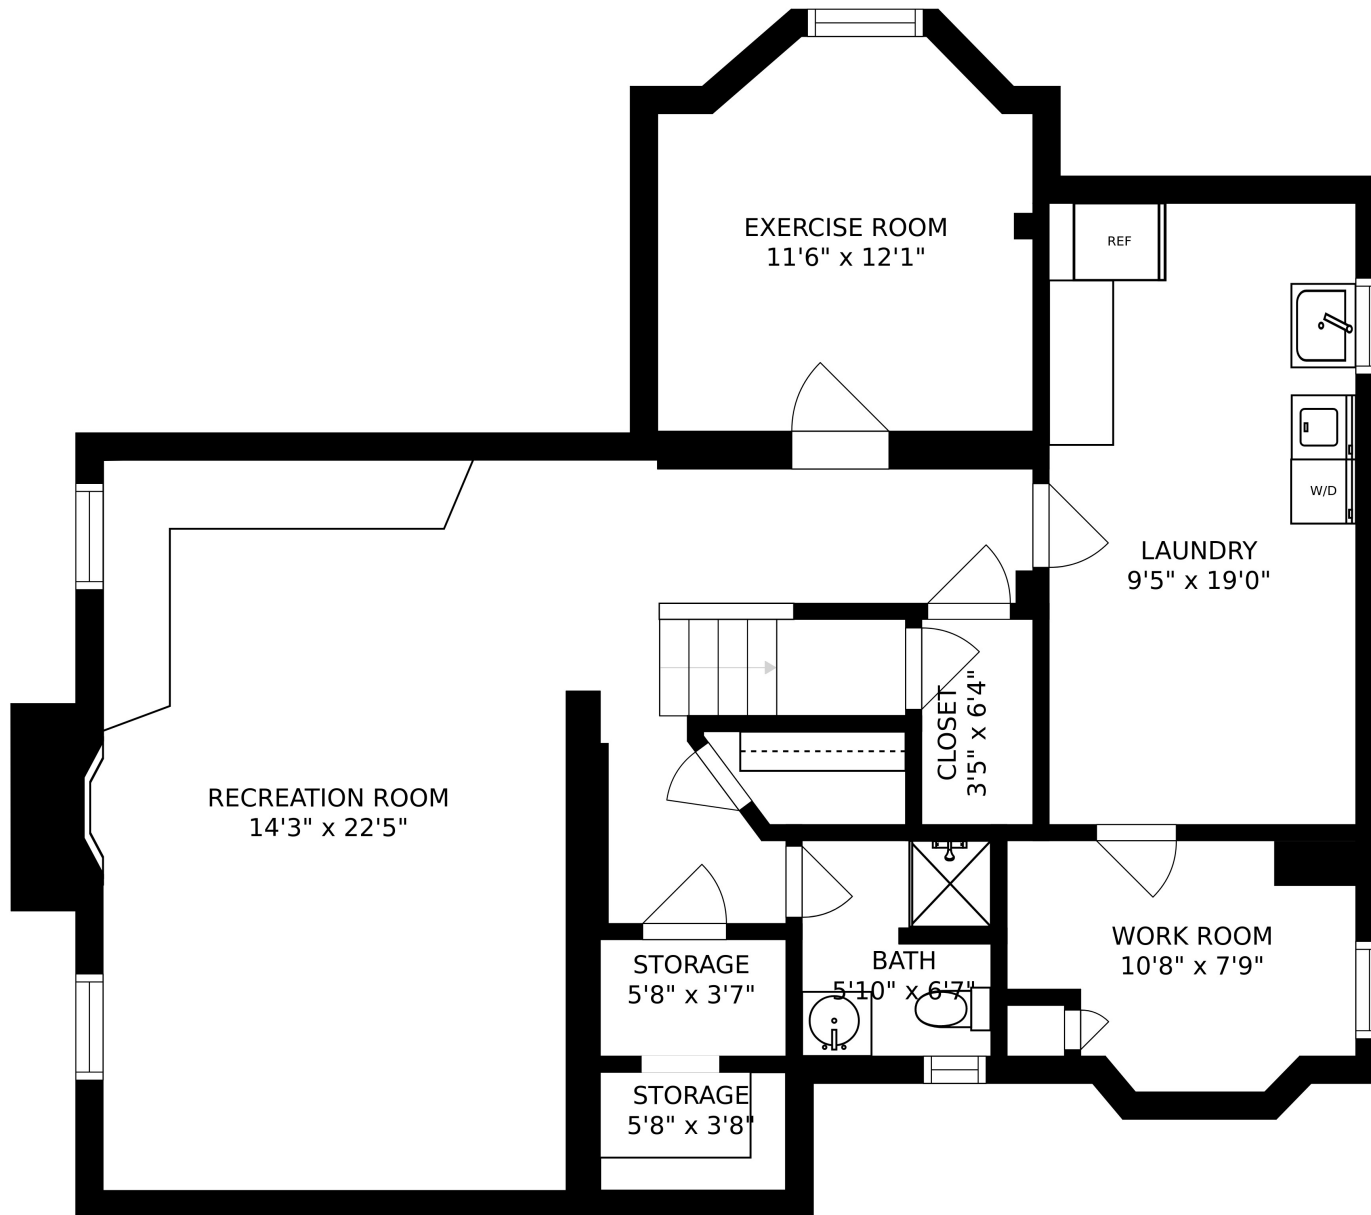 EXERCISE ROOM
11'6" x 12'1"
REF
W/D
LAUNDRY
9'5" x 19'0"
CLOSET
3'5" x 6'4"
RECREATION ROOM
14'3" x 22'5"
WORK ROOM
10'8" x 7'9"
BATH
5'10" x 6'7"
STORAGE
5'8" x 3'7"
STORAGE
5'8" x 3'8"